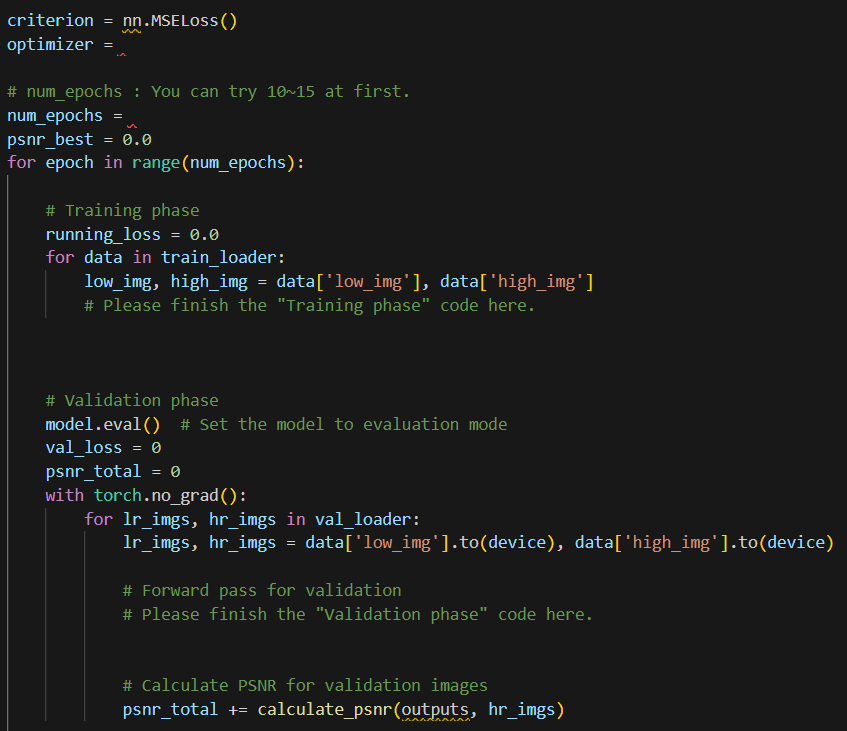 criterion = nn.MSELoss()
optimizer =
# num_epochs : You can try 10~15 at first.
num_epochs =
psnr_best = 0.0
for epoch in range(num_epochs):
    # Training phase
    running_loss = 0.0
    for data in train_loader:
        low_img, high_img = data['low_img'], data['high_img']
        # Please finish the "Training phase" code here.
    # Validation phase
    model.eval()  # Set the model to evaluation mode
    val_loss = 0
    psnr_total = 0
    with torch.no_grad():
        for lr_imgs, hr_imgs in val_loader:
            lr_imgs, hr_imgs = data['low_img'].to(device), data['high_img'].to(device)
            # Forward pass for validation
            # Please finish the "Validation phase" code here.
            # Calculate PSNR for validation images
            psnr_total += calculate_psnr(outputs, hr_imgs)